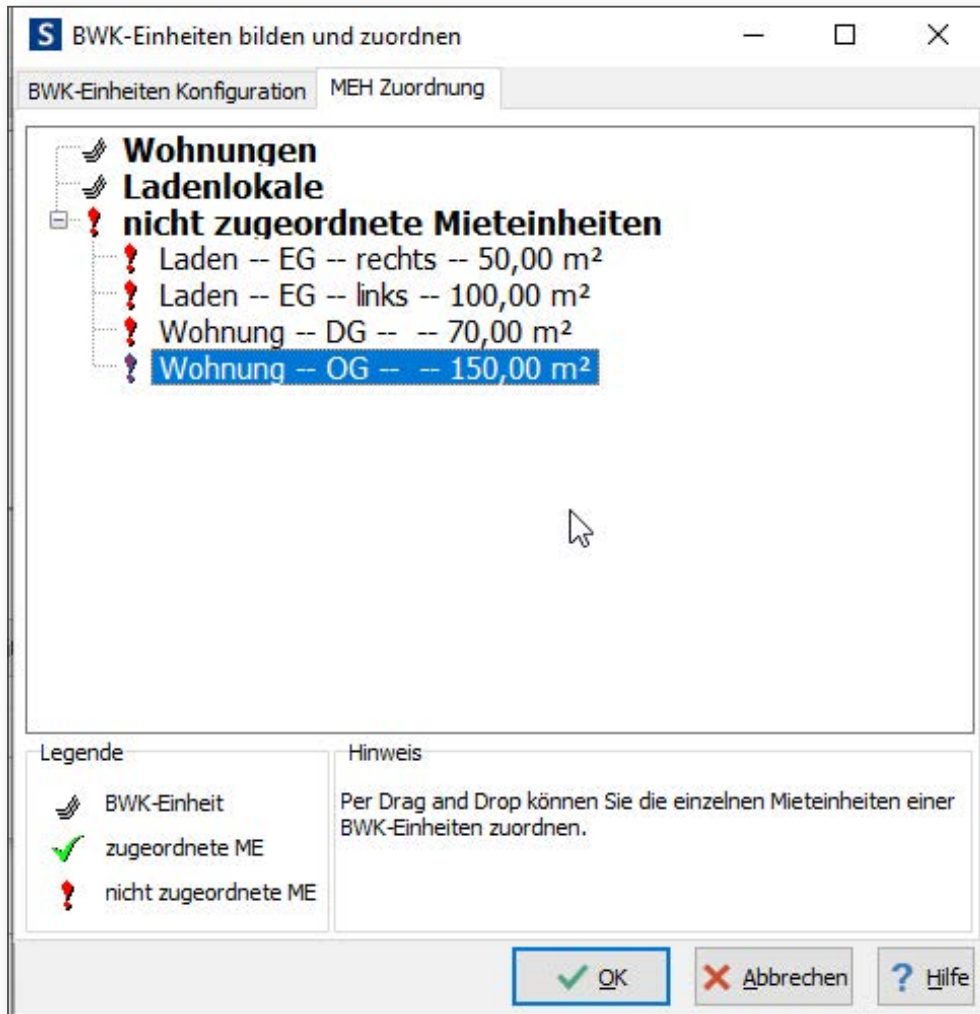 S BWK-Einheiten bilden und zuordnen
BWK-Einheiten Konfiguration MEH Zuordnung
Wohnungen
Ladenlokale
nicht zugeordnete Mieteinheiten
Laden -- EG -- rechts -- 50,00 m²
Laden -- EG -- links -- 100,00 m²
Wohnung -- DG -- -- 70,00 m²
Wohnung -- OG -- -- 150,00 m²
Legende
BWK-Einheit
zugeordnete ME
nicht zugeordnete ME
Hinweis
Per Drag and Drop können Sie die einzelnen Mieteinheiten einer
BWK-Einheiten zuordnen.
OK Abbrechen ? Hilfe